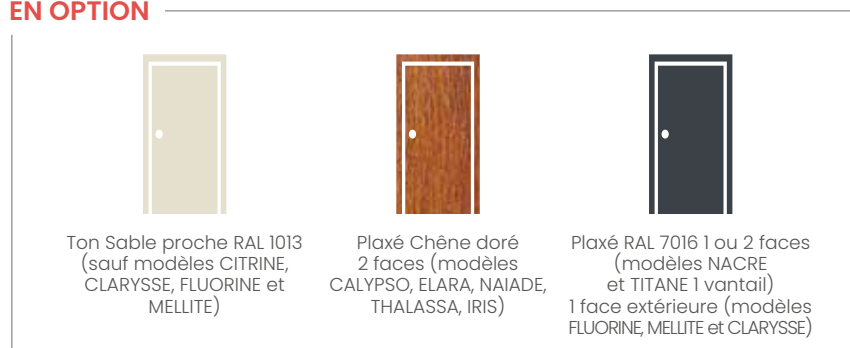 EN OPTION
Ton Sable proche RAL 1013
(sauf modèles CITRINE,
CLARYSSE, FLUORINE et
MELLITE)
Plaxé Chêne doré
2 faces (modèles
CALYPSO, ELARA, NAIADE,
THALASSA, IRIS)
Plaxé RAL 7016 1 ou 2 faces
(modèles NACRE
et TITANE 1 vantail)
1 face extérieure (modèles
FLUORINE, MELLITE et CLARYSSE)